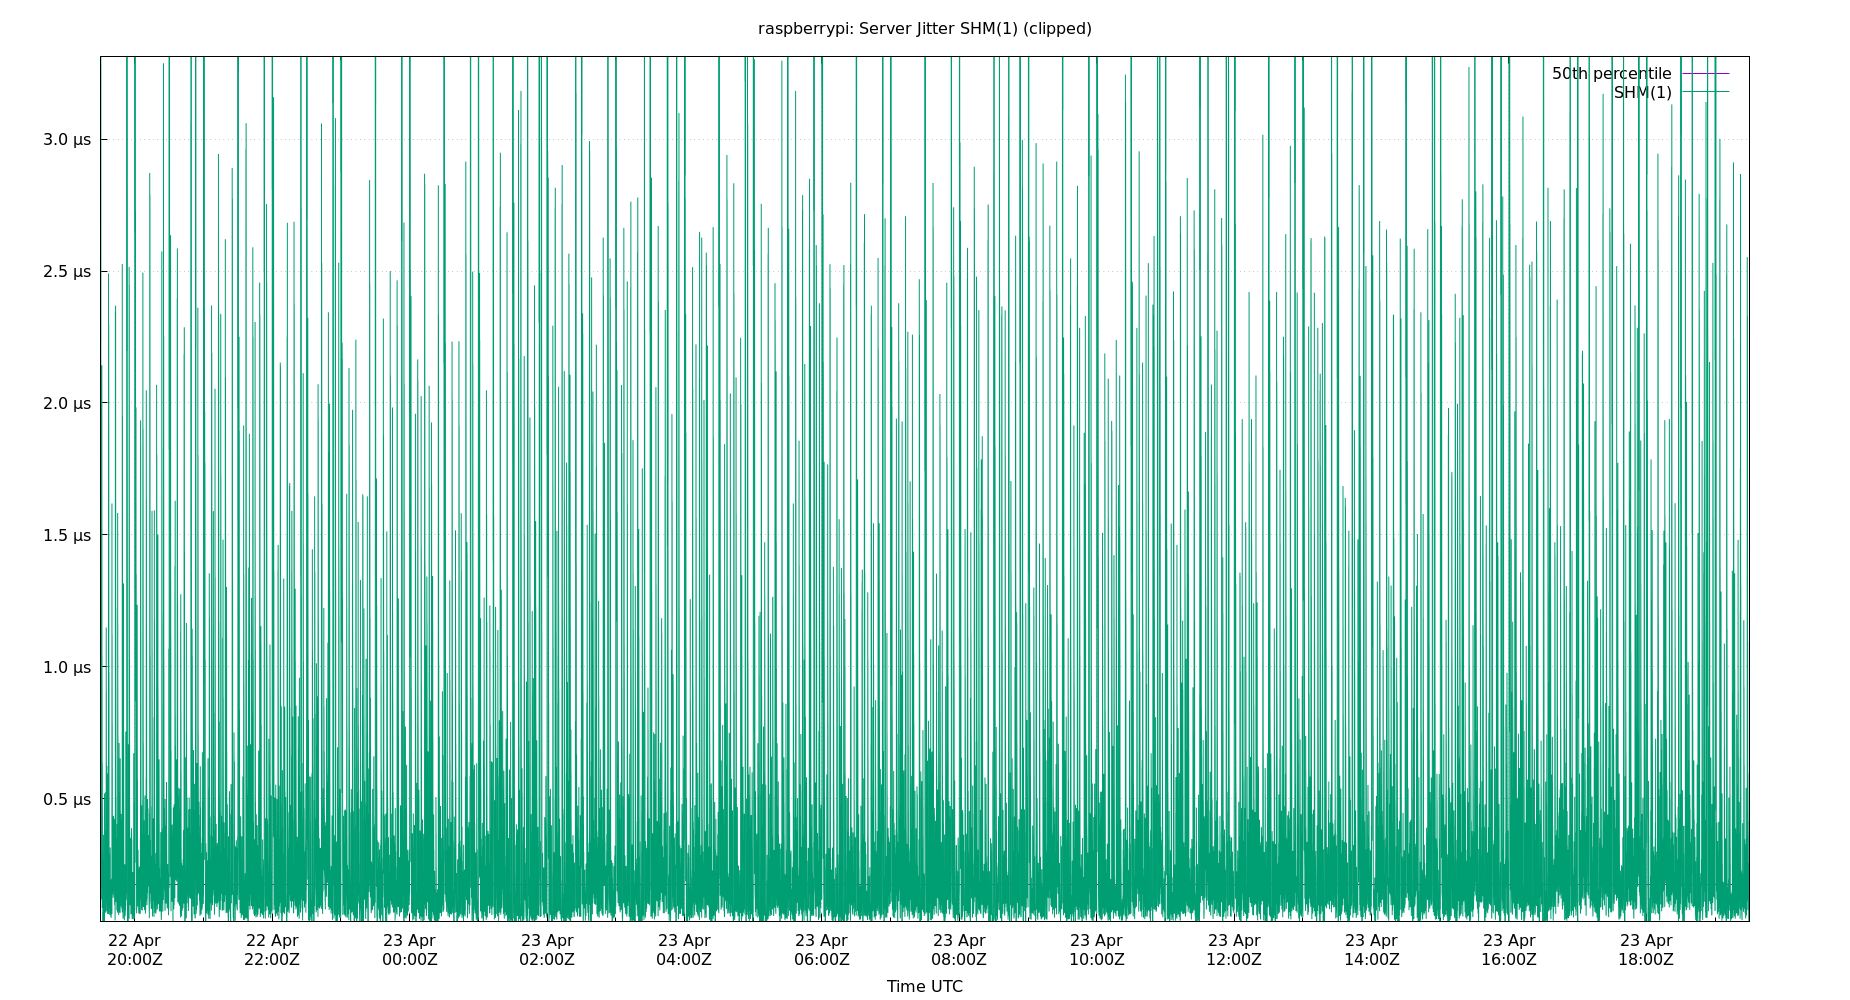 raspberrypi: Server Jitter SHM(1) (clipped)
50th percentile
SHM(1)
3.0 µs
2.5 µs
2.0 µs
1.5 µs
1.0 µs
0.5 µs
22 Apr 22 Apr 23 Apr 23 Apr 23 Apr 23 Apr 23 Apr 23 Apr 23 Apr 23 Apr 23 Apr 23 Apr
20:00Z 22:00Z 00:00Z 02:00Z 04:00Z 06:00Z 08:00Z 10:00Z 12:00Z 14:00Z 16:00Z 18:00Z
Time UTC